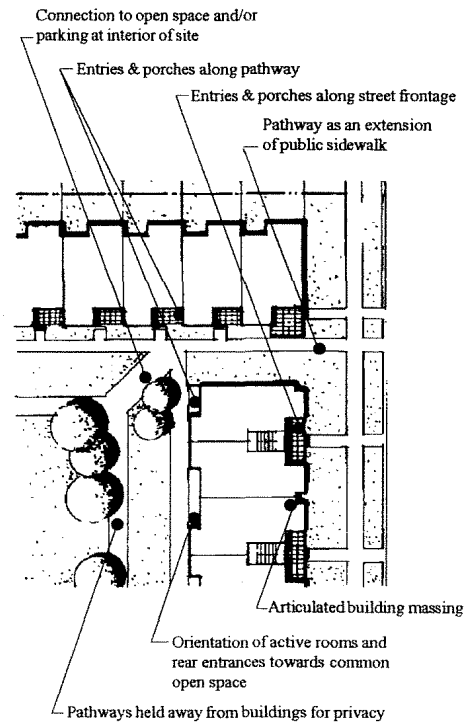 Connection to open space and/or
parking at interior of site
Entries & porches along pathway
Entries & porches along street frontage
Pathway as an extension
of public sidewalk
Articulated building massing
Orientation of active rooms and
rear entrances towards common
open space
Pathways held away from buildings for privacy